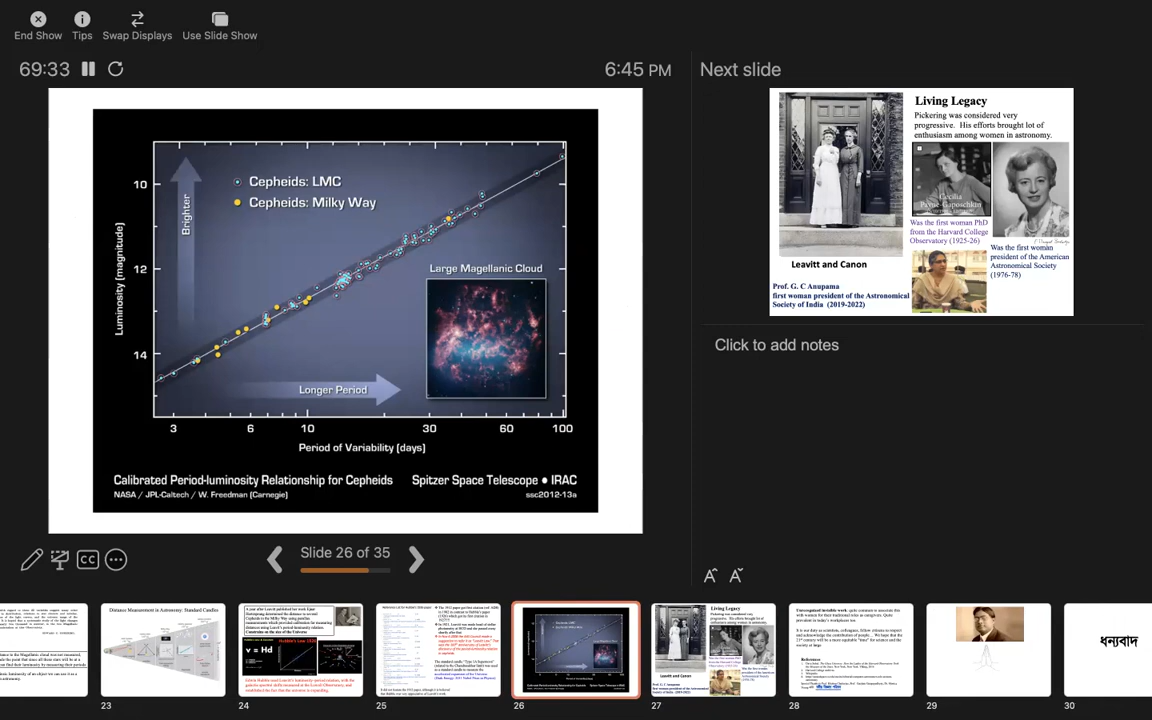 End Show
Tips
Swap Displays
Use Slide Show
69:33
6:45 PM
Next slide
10
12
14
Luminosity (magnitude)
Brighter
Cepheids: LMC
Cepheids: Milky Way
Large Magellanic Cloud
Longer Period
3
6
10
30
60
100
Period of Variability (days)
Calibrated Period-luminosity Relationship for Cepheids
Spitzer Space Telescope • IRAC
NASA / JPL-Caltech / W. Freedman (Carnegie)
ssc2012-13a
Living Legacy
Pickering was considered very
progressive. His efforts brought lot of
enthusiasm among women in astronomy.
Cecilia
Payne-Gaposchkin
Was the first woman PhD
from the Harvard College
Observatory (1925-26)
Was the first woman
president of the American
Astronomical Society
(1976-78)
Leavitt and Canon
Prof. G. C Anupama
first woman president of the Astronomical
Society of India (2019-2022)
Click to add notes
CC
Slide 26 of 35
A A
Distance Measurement in Astronomy: Standard Candles
v = Hd
Living Legacy
Leavitt and Canon
References
ধন্যবাদ
23
24
25
26
27
28
29
30